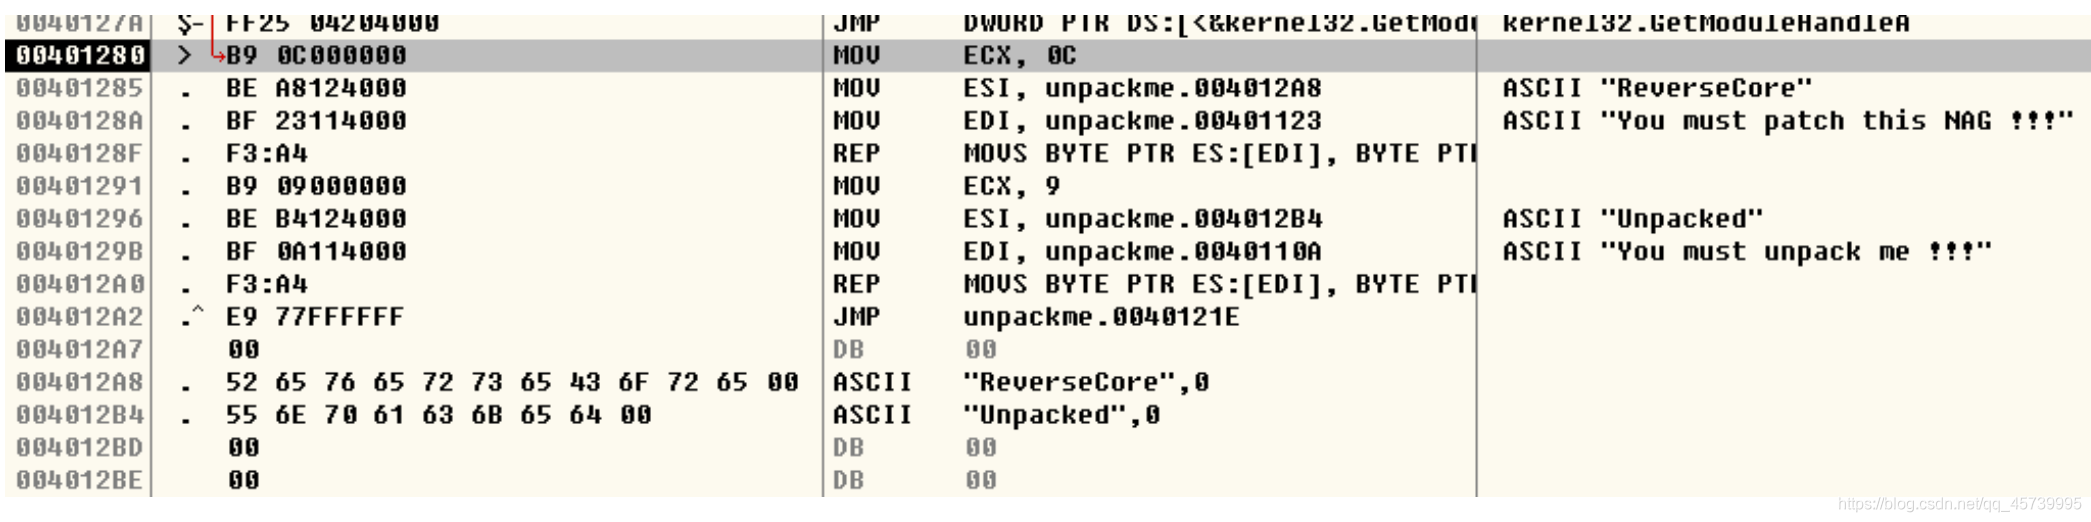 0040127A $- FF25 04204000 JMP DWORD PTR DS:[<&kernel32.GetModu kernel32.GetModuleHandleA
00401280 > B9 0C000000 MOV ECX, 0C
00401285 . BE A8124000 MOV ESI, unpackme.004012A8 ASCII "ReverseCore"
0040128A . BF 23114000 MOV EDI, unpackme.00401123 ASCII "You must patch this NAG !!!"
0040128F . F3:A4 REP MOVS BYTE PTR ES:[EDI], BYTE PTR
00401291 . B9 09000000 MOV ECX, 9
00401296 . BE B4124000 MOV ESI, unpackme.004012B4 ASCII "Unpacked"
0040129B . BF 0A114000 MOV EDI, unpackme.0040110A ASCII "You must unpack me !!!"
004012A0 . F3:A4 REP MOVS BYTE PTR ES:[EDI], BYTE PTR
004012A2 .^ E9 77FFFFFF JMP unpackme.0040121E
004012A7 00 DB 00
004012A8 . 52 65 76 65 72 73 65 43 6F 72 65 00 ASCII "ReverseCore",0
004012B4 . 55 6E 70 61 63 6B 65 64 00 ASCII "Unpacked",0
004012BD 00 DB 00
004012BE 00 DB 00
https://blog.csdn.net/qq_45739995